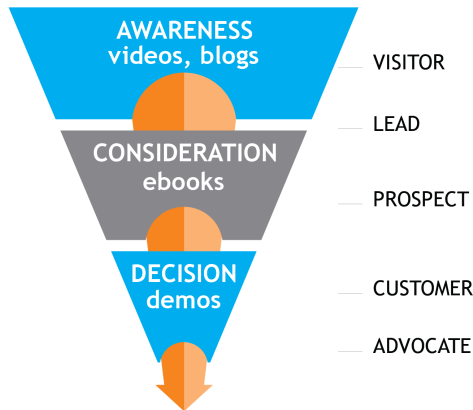 AWARENESS
videos, blogs
VISITOR
LEAD
CONSIDERATION
ebooks
PROSPECT
DECISION
demos
CUSTOMER
ADVOCATE